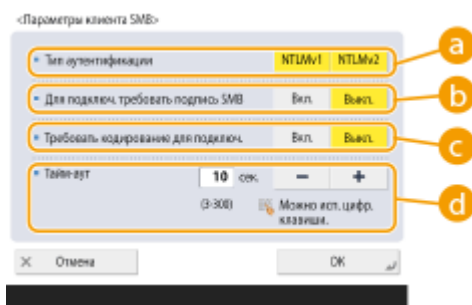 <Параметры клиента SMB>
Тип аутентификации NTLMv1 NTLMv2 a
Для подключ. требовать подпись SMB Вкл. Выкл. b
Требовать кодирование для подключ. Вкл. Выкл. c
Тайм-аут 10 сек. − + d
(3-300) Можно исп. цифр. клавиши.
× Отмена OK